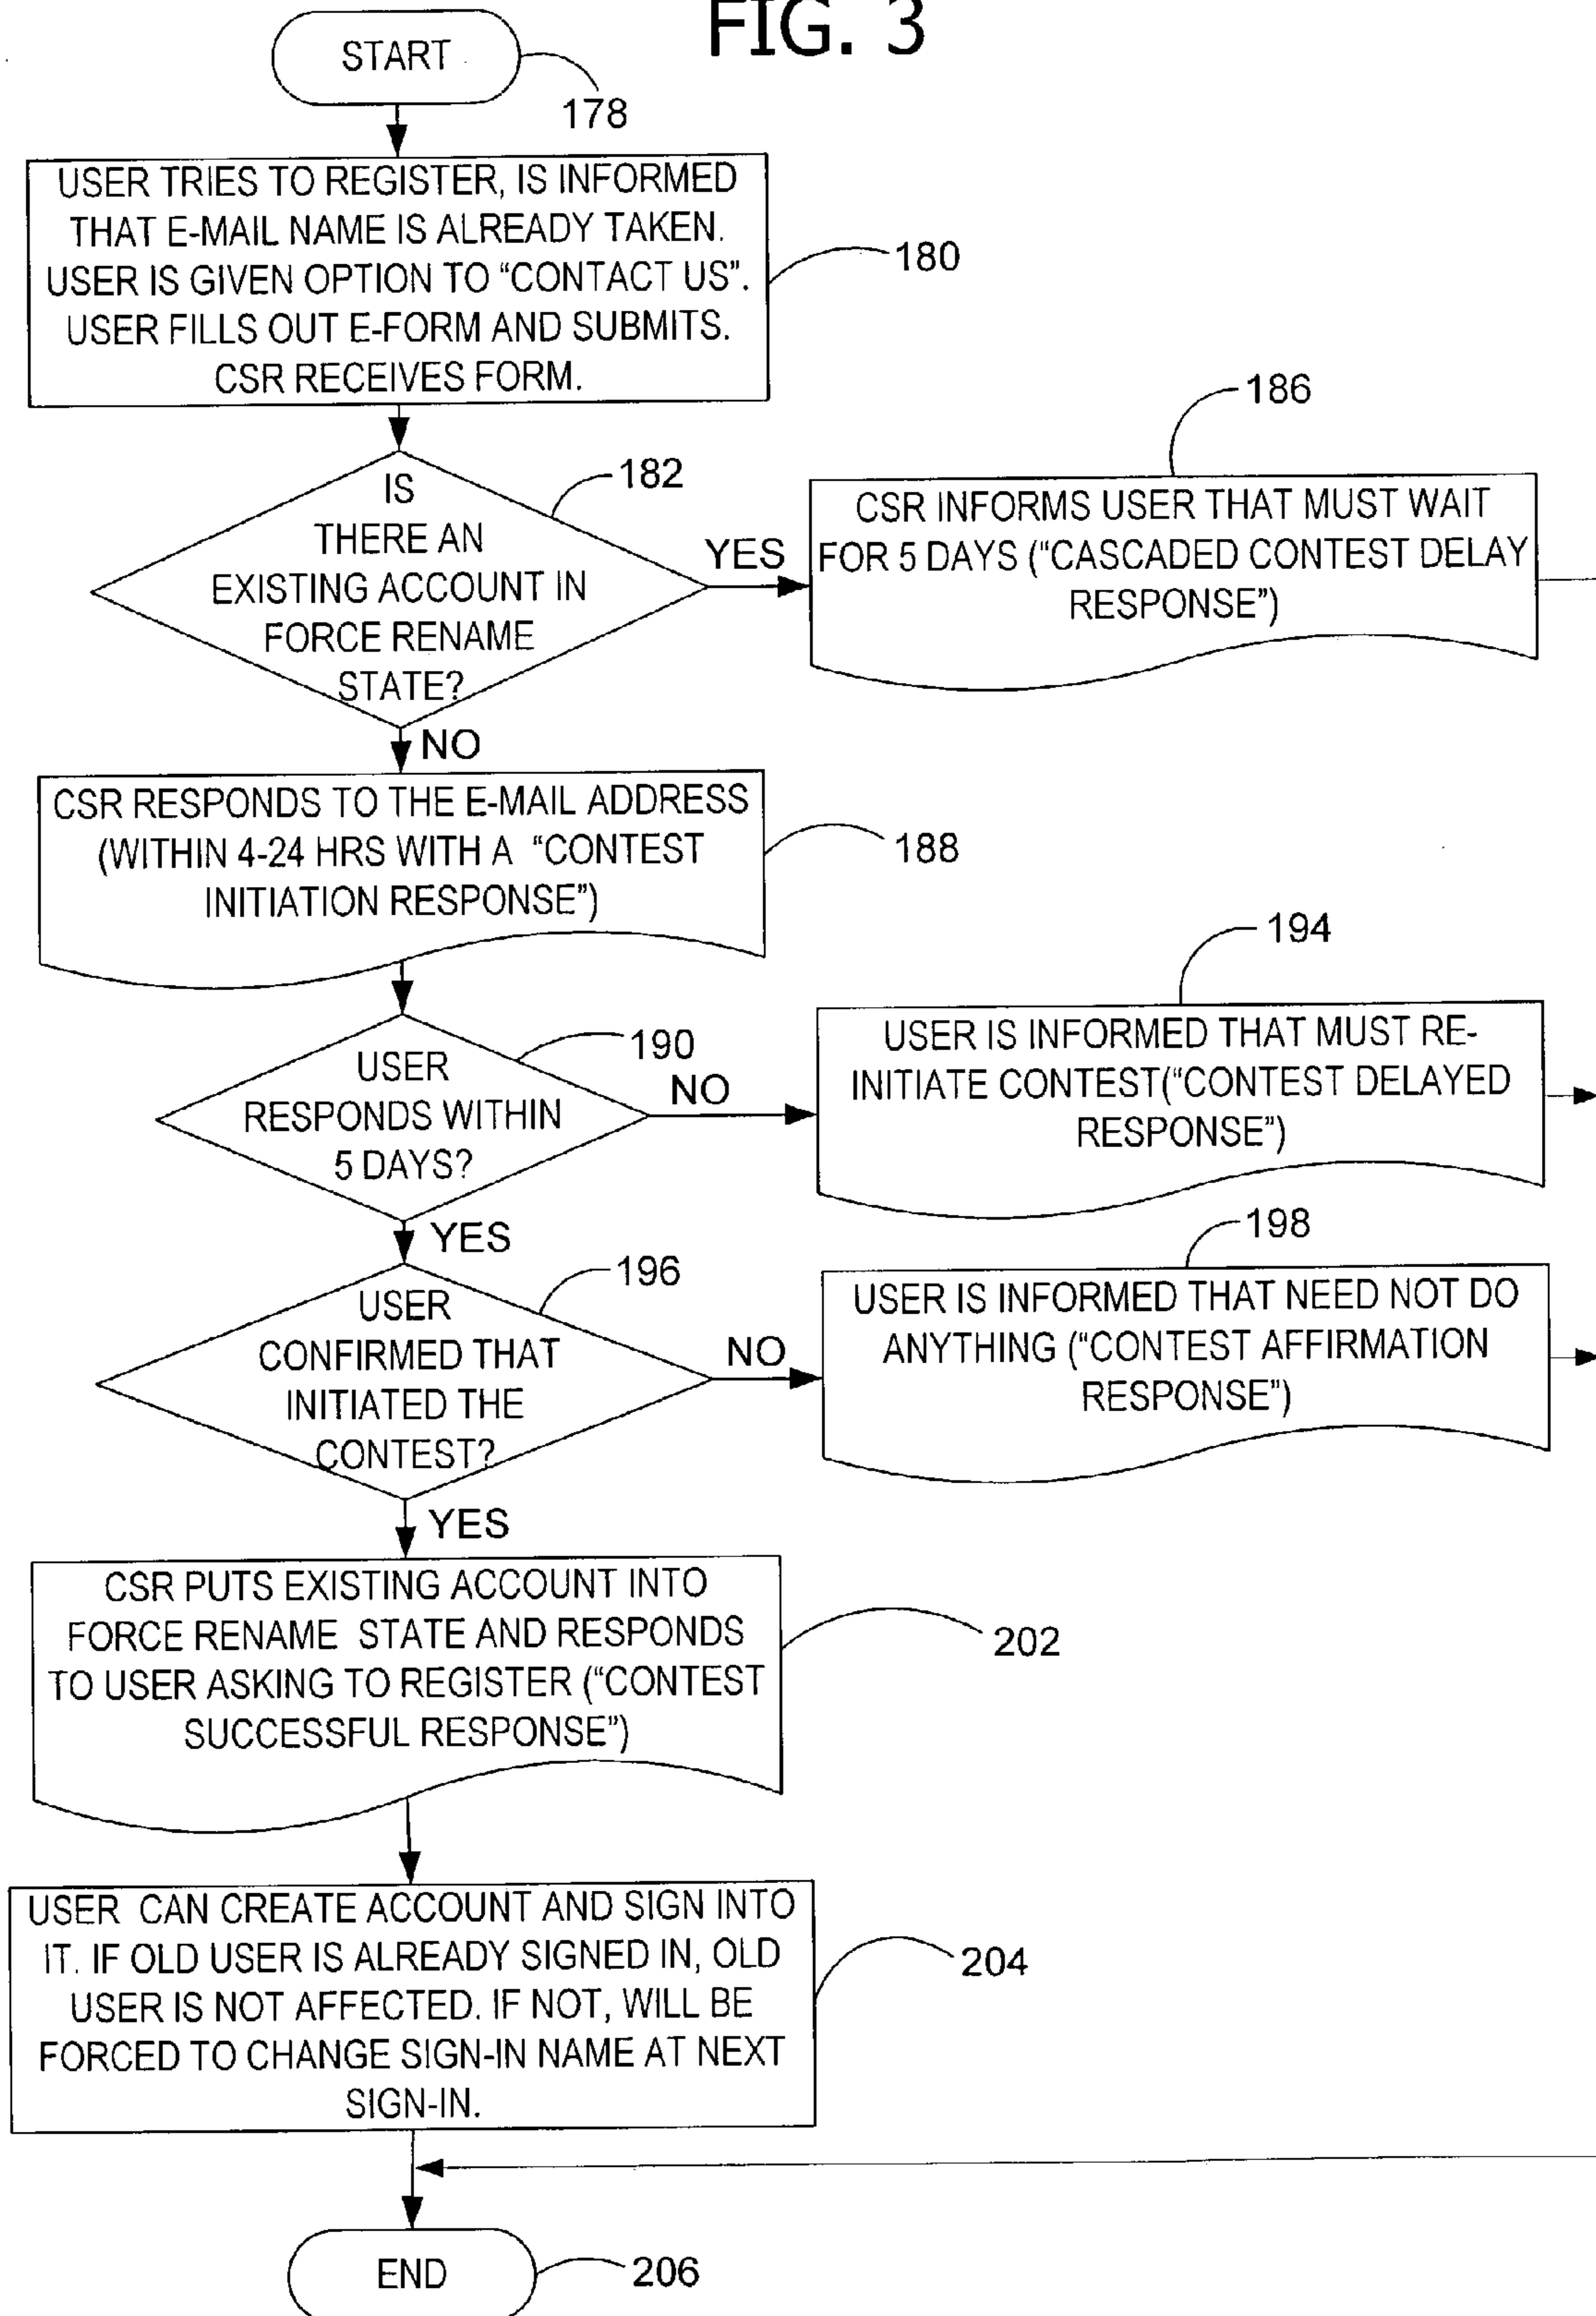 FIG. 3
START
178
USER TRIES TO REGISTER, IS INFORMED
THAT E-MAIL NAME IS ALREADY TAKEN.
USER IS GIVEN OPTION TO “CONTACT US”.
USER FILLS OUT E-FORM AND SUBMITS.
CSR RECEIVES FORM.
180
IS
THERE AN
EXISTING ACCOUNT IN
FORCE RENAME
STATE?
182
YES
CSR INFORMS USER THAT MUST WAIT
FOR 5 DAYS (“CASCADED CONTEST DELAY
RESPONSE”)
186
NO
CSR RESPONDS TO THE E-MAIL ADDRESS
(WITHIN 4-24 HRS WITH A “CONTEST
INITIATION RESPONSE”)
188
USER
RESPONDS WITHIN
5 DAYS?
190
NO
USER IS INFORMED THAT MUST RE-
INITIATE CONTEST(“CONTEST DELAYED
RESPONSE”)
194
YES
USER
CONFIRMED THAT
INITIATED THE
CONTEST?
196
NO
USER IS INFORMED THAT NEED NOT DO
ANYTHING (“CONTEST AFFIRMATION
RESPONSE”)
198
YES
CSR PUTS EXISTING ACCOUNT INTO
FORCE RENAME STATE AND RESPONDS
TO USER ASKING TO REGISTER (“CONTEST
SUCCESSFUL RESPONSE”)
202
USER CAN CREATE ACCOUNT AND SIGN INTO
IT. IF OLD USER IS ALREADY SIGNED IN, OLD
USER IS NOT AFFECTED. IF NOT, WILL BE
FORCED TO CHANGE SIGN-IN NAME AT NEXT
SIGN-IN.
204
END
206